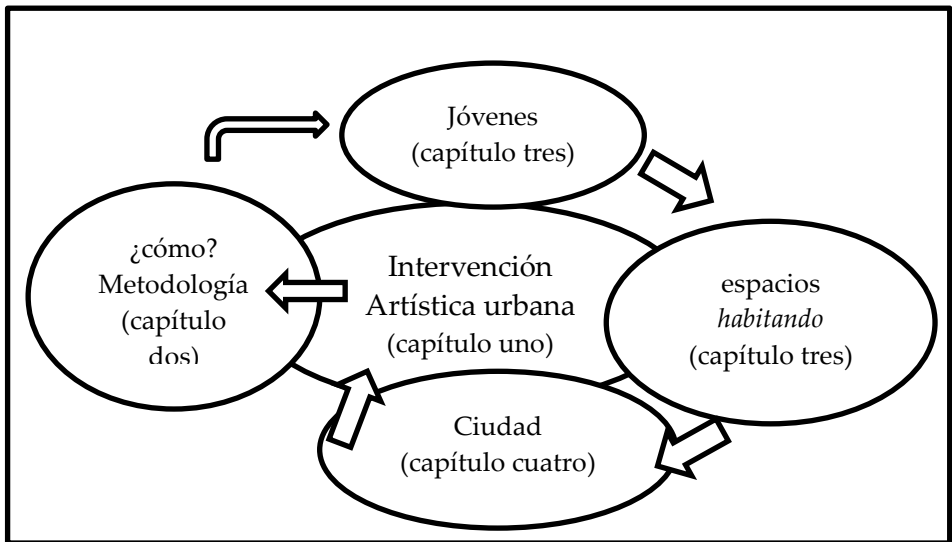 Jóvenes
(capítulo tres)
¿cómo?
Metodología
(capítulo
dos)
Intervención
Artística urbana
(capítulo uno)
espacios
habitando
(capítulo tres)
Ciudad
(capítulo cuatro)